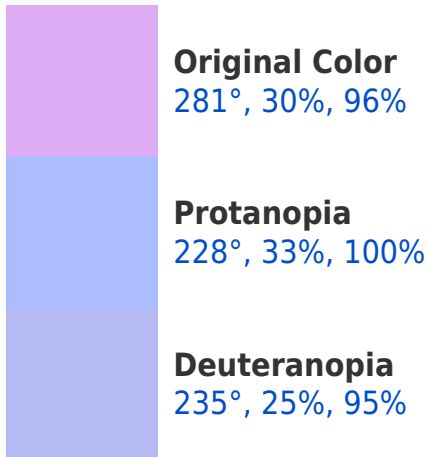 Original Color
281°, 30%, 96%
Protanopia
228°, 33%, 100%
Deuteranopia
235°, 25%, 95%